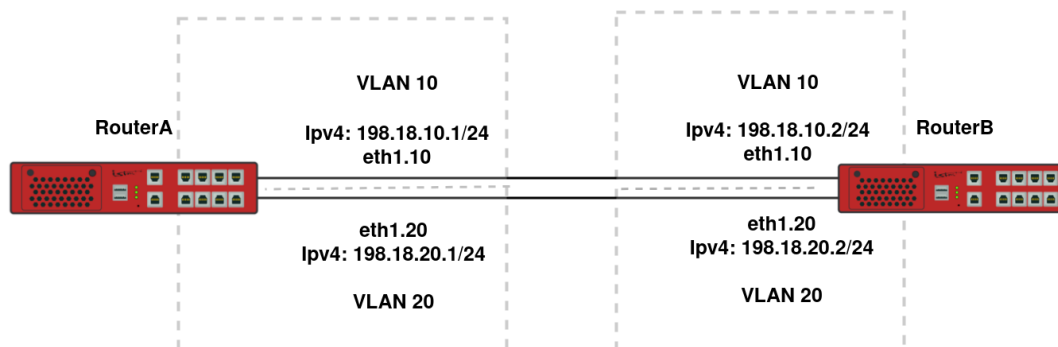 VLAN 10
VLAN 10
RouterA
Ipv4: 198.18.10.1/24
eth1.10
Ipv4: 198.18.10.2/24
eth1.10
RouterB
eth1.20
Ipv4: 198.18.20.1/24
eth1.20
Ipv4: 198.18.20.2/24
VLAN 20
VLAN 20